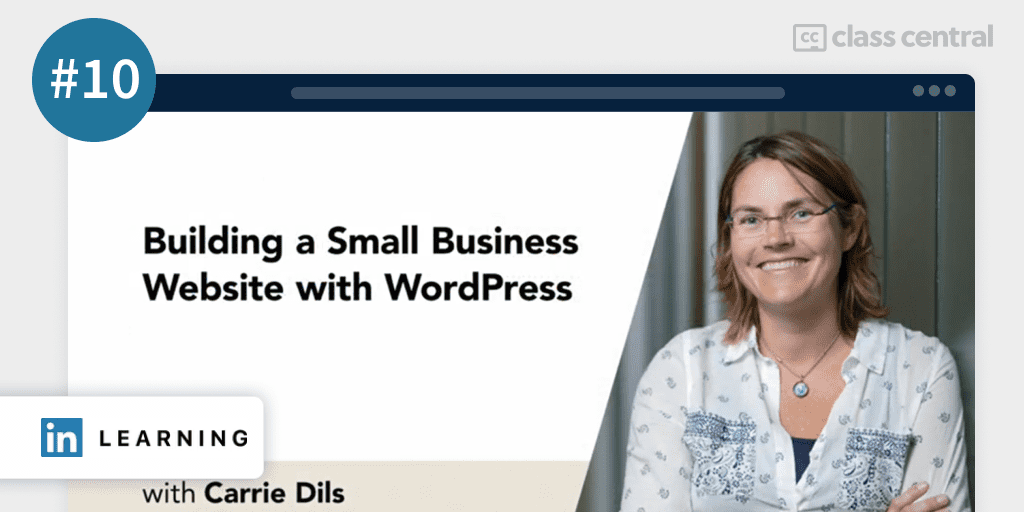 #10
cc class central
Building a Small Business
Website with WordPress
in LEARNING
with Carrie Dils